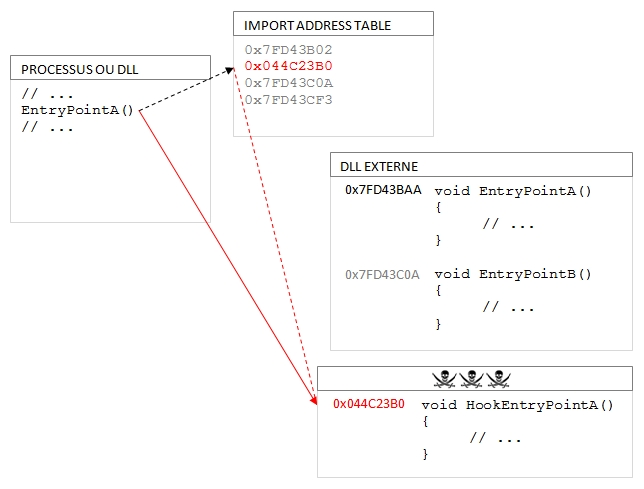 IMPORT ADDRESS TABLE
0x7FD43B02
0x044C23B0
0x7FD43C0A
0x7FD43CF3
PROCESSUS OU DLL
// ...
EntryPointA()
// ...
DLL EXTERNE
0x7FD43BAA void EntryPointA()
{
// ...
}
0x7FD43C0A void EntryPointB()
{
// ...
}
0x044C23B0 void HookEntryPointA()
{
// ...
}